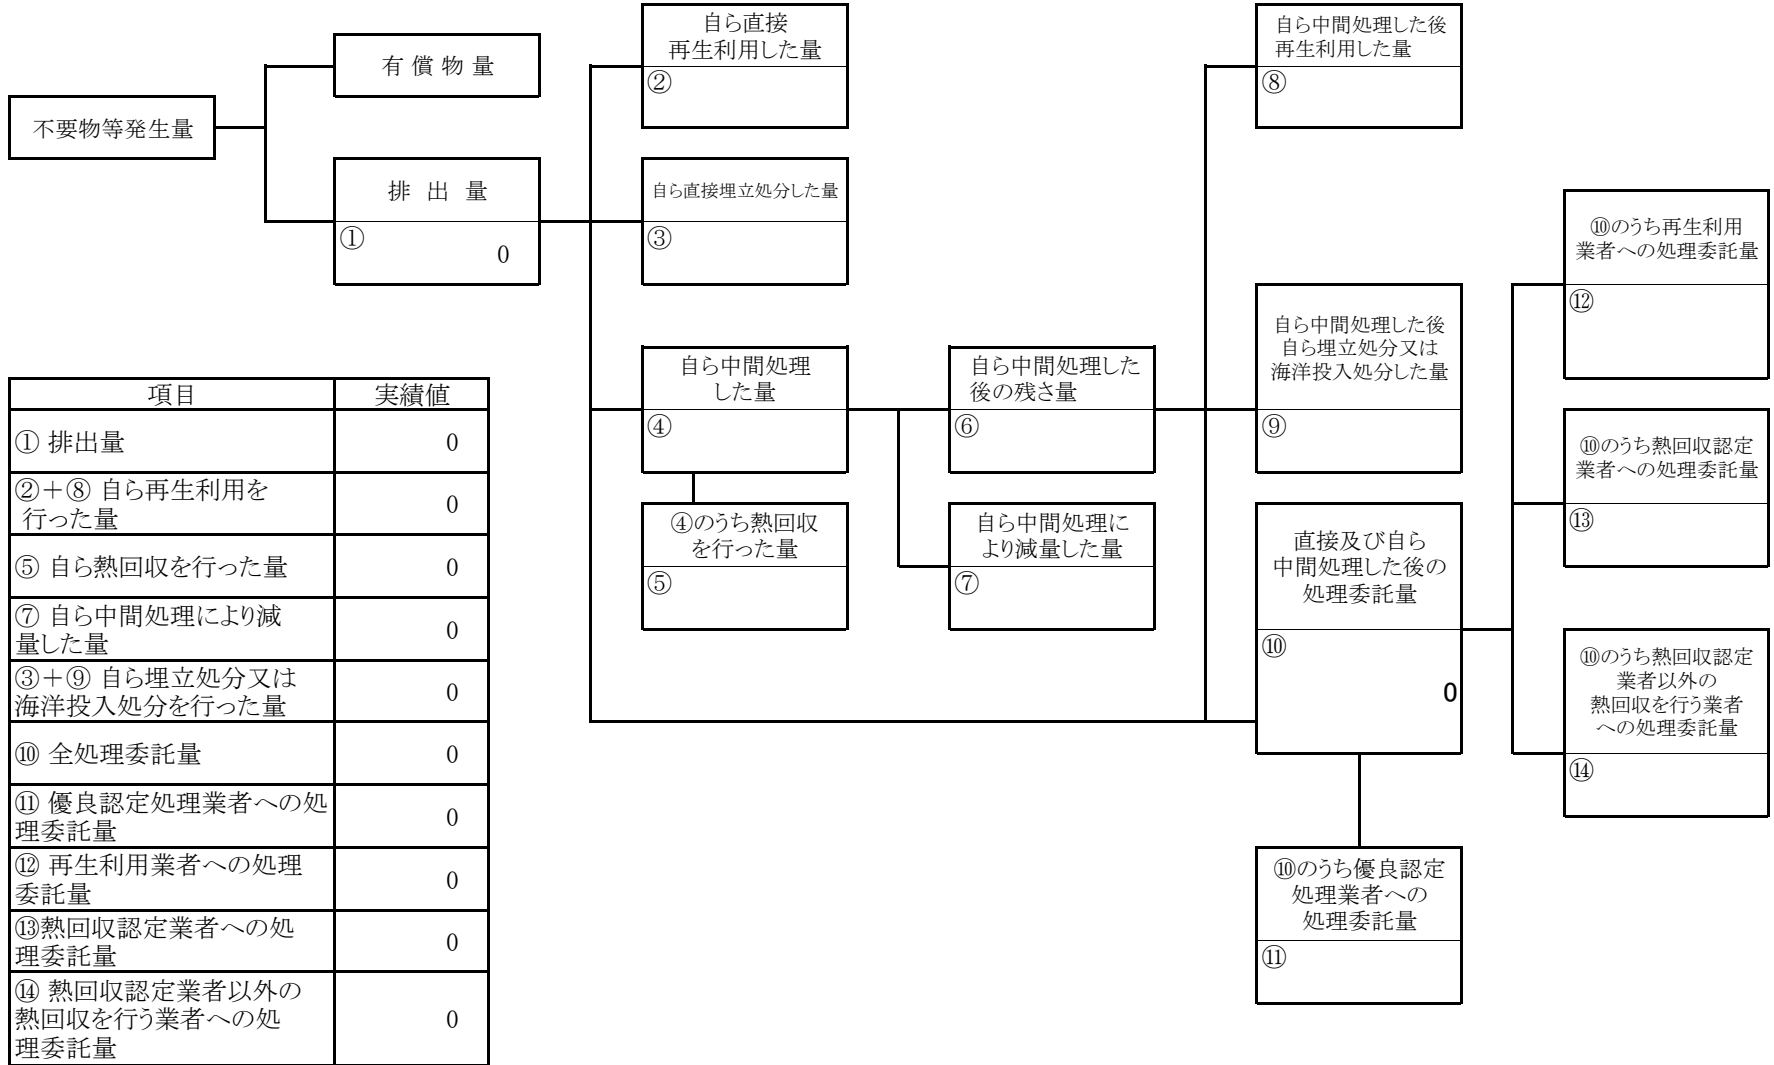 自ら直接
再生利用した量
②
自ら中間処理した後
再生利用した量
⑧
有 償 物 量
不要物等発生量
排 出 量
①
0
自ら直接埋立処分した量
③
⑩のうち再生利用
業者への処理委託量
⑫
自ら中間処理
した量
④
自ら中間処理した
後の残さ量
⑥
自ら中間処理した後
自ら埋立処分又は
海洋投入処分した量
⑨
⑩のうち熱回収認定
業者への処理委託量
⑬
④のうち熱回収
を行った量
⑤
自ら中間処理に
より減量した量
⑦
直接及び自ら
中間処理した後の
処理委託量
⑩
0
⑩のうち熱回収認定
業者以外の
熱回収を行う業者
への処理委託量
⑭
⑩のうち優良認定
処理業者への
処理委託量
⑪
項目 実績値
① 排出量 0
②+⑧ 自ら再生利用を
行った量 0
⑤ 自ら熱回収を行った量 0
⑦ 自ら中間処理により減
量した量 0
③+⑨ 自ら埋立処分又は
海洋投入処分を行った量 0
⑩ 全処理委託量 0
⑪ 優良認定処理業者への処
理委託量 0
⑫ 再生利用業者への処理
委託量 0
⑬熱回収認定業者への処
理委託量 0
⑭ 熱回収認定業者以外の
熱回収を行う業者への処
理委託量 0